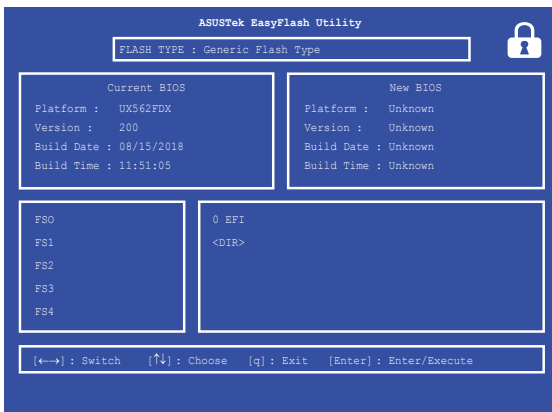 ASUSTek EasyFlash Utility
FLASH TYPE : Generic Flash Type
Current BIOS
Platform : UX562FDX
Version : 200
Build Date : 08/15/2018
Build Time : 11:51:05
New BIOS
Platform : Unknown
Version : Unknown
Build Date : Unknown
Build Time : Unknown
FSO
FS1
FS2
FS3
FS4
0 EFI
<DIR>
[←→] : Switch [↑↓] : Choose [q] : Exit [Enter] : Enter/Execute